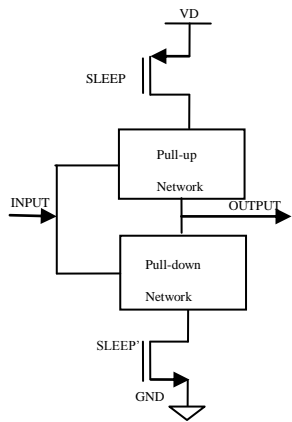 VD
SLEEP
Pull-up
Network
INPUT
OUTPUT
Pull-down
Network
SLEEP'
GND